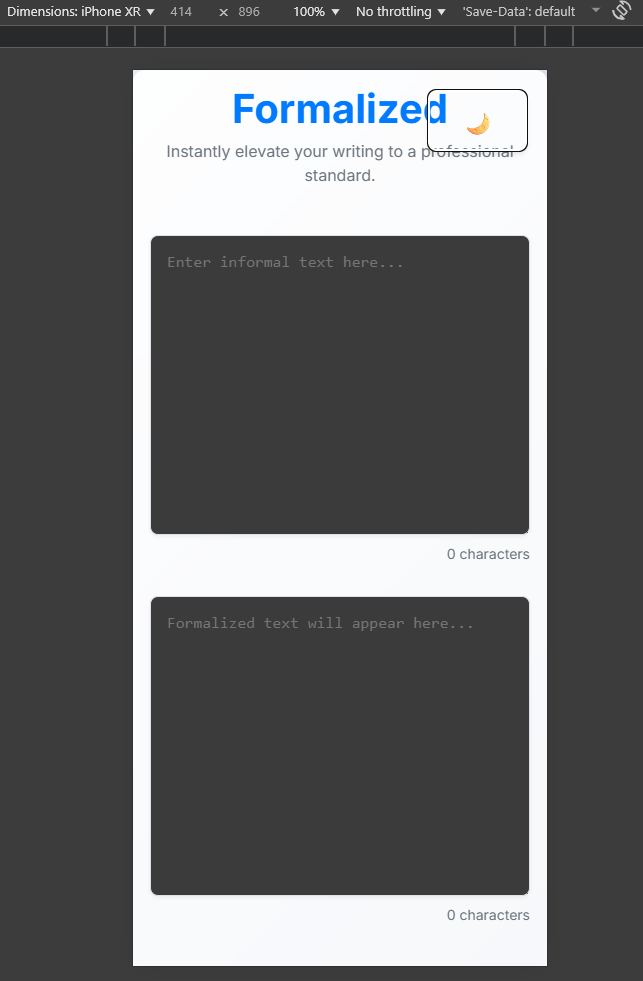 Dimensions: iPhone XR ▼ 414 × 896 100% ▼ No throttling ▼ 'Save-Data': default
Formalized
Instantly elevate your writing to a professional
standard.
Enter informal text here...
0 characters
Formalized text will appear here...
0 characters